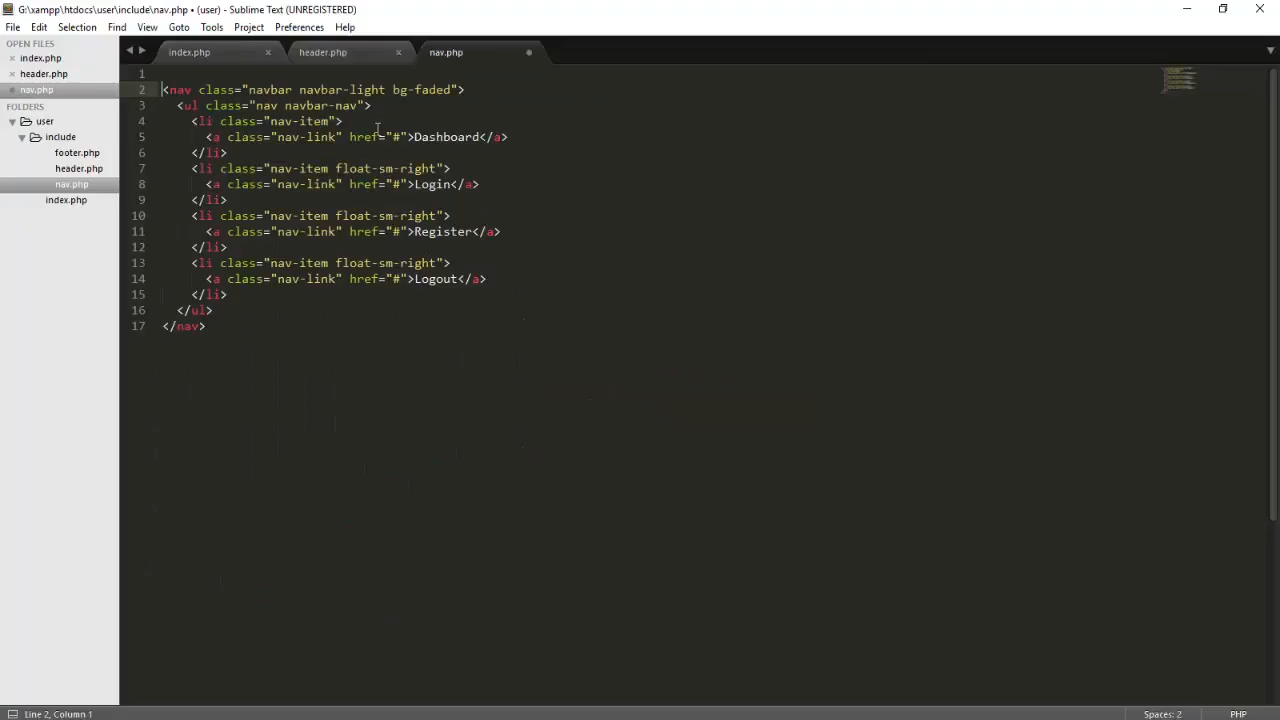 G:\xampp\htdocs\user\include\nav.php • (user) - Sublime Text (UNREGISTERED)
File Edit Selection Find View Goto Tools Project Preferences Help
OPEN FILES
index.php
header.php
nav.php
FOLDERS
user
include
footer.php
header.php
nav.php
index.php
index.php header.php nav.php
1
2 <nav class="navbar navbar-light bg-faded">
3 <ul class="nav navbar-nav">
4 <li class="nav-item">
5 <a class="nav-link" href="#">Dashboard</a>
6 </li>
7 <li class="nav-item float-sm-right">
8 <a class="nav-link" href="#">Login</a>
9 </li>
10 <li class="nav-item float-sm-right">
11 <a class="nav-link" href="#">Register</a>
12 </li>
13 <li class="nav-item float-sm-right">
14 <a class="nav-link" href="#">Logout</a>
15 </li>
16 </ul>
17 </nav>
Line 2, Column 1 Spaces: 2 PHP